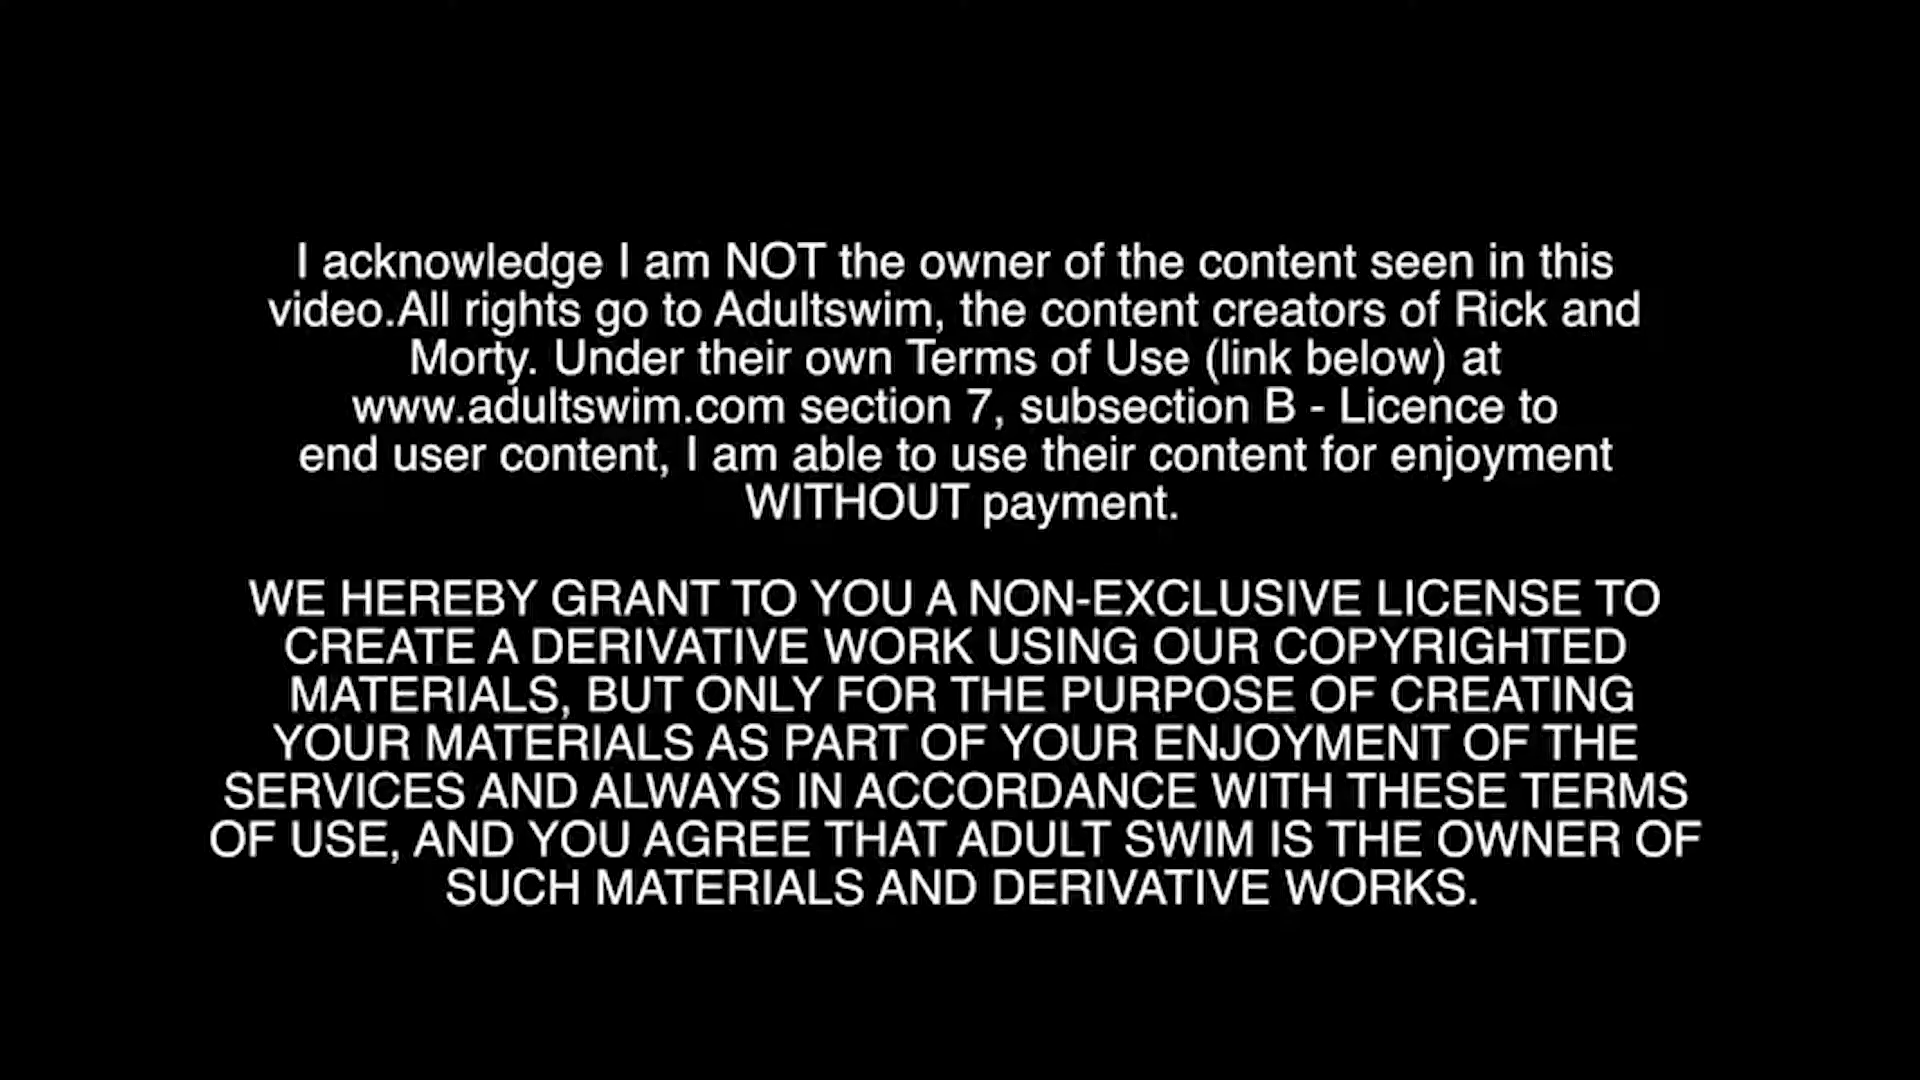 I acknowledge I am NOT the owner of the content seen in this
video.All rights go to Adultswim, the content creators of Rick and
Morty. Under their own Terms of Use (link below) at
www.adultswim.com section 7, subsection B - Licence to
end user content, I am able to use their content for enjoyment
WITHOUT payment.
WE HEREBY GRANT TO YOU A NON-EXCLUSIVE LICENSE TO
CREATE A DERIVATIVE WORK USING OUR COPYRIGHTED
MATERIALS, BUT ONLY FOR THE PURPOSE OF CREATING
YOUR MATERIALS AS PART OF YOUR ENJOYMENT OF THE
SERVICES AND ALWAYS IN ACCORDANCE WITH THESE TERMS
OF USE, AND YOU AGREE THAT ADULT SWIM IS THE OWNER OF
SUCH MATERIALS AND DERIVATIVE WORKS.